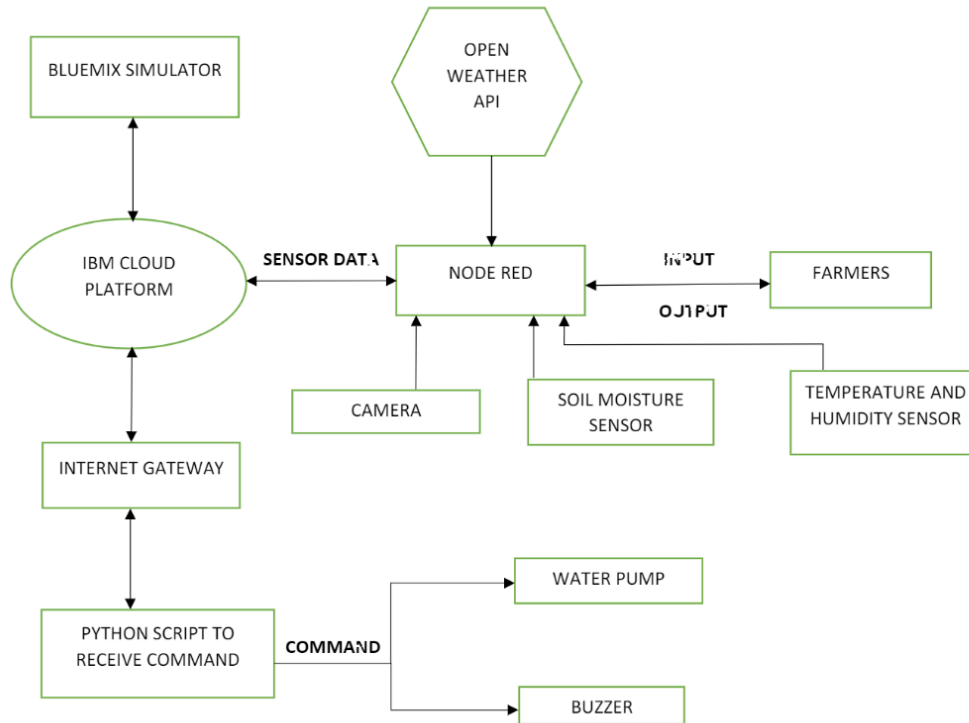 OPEN
WEATHER
API
BLUEMIX SIMULATOR
IBM CLOUD
PLATFORM
SENSOR DATA
NODE RED
INPUT
OUTPUT
FARMERS
CAMERA
SOIL MOISTURE
SENSOR
TEMPERATURE AND
HUMIDITY SENSOR
INTERNET GATEWAY
WATER PUMP
PYTHON SCRIPT TO
RECEIVE COMMAND
COMMAND
BUZZER